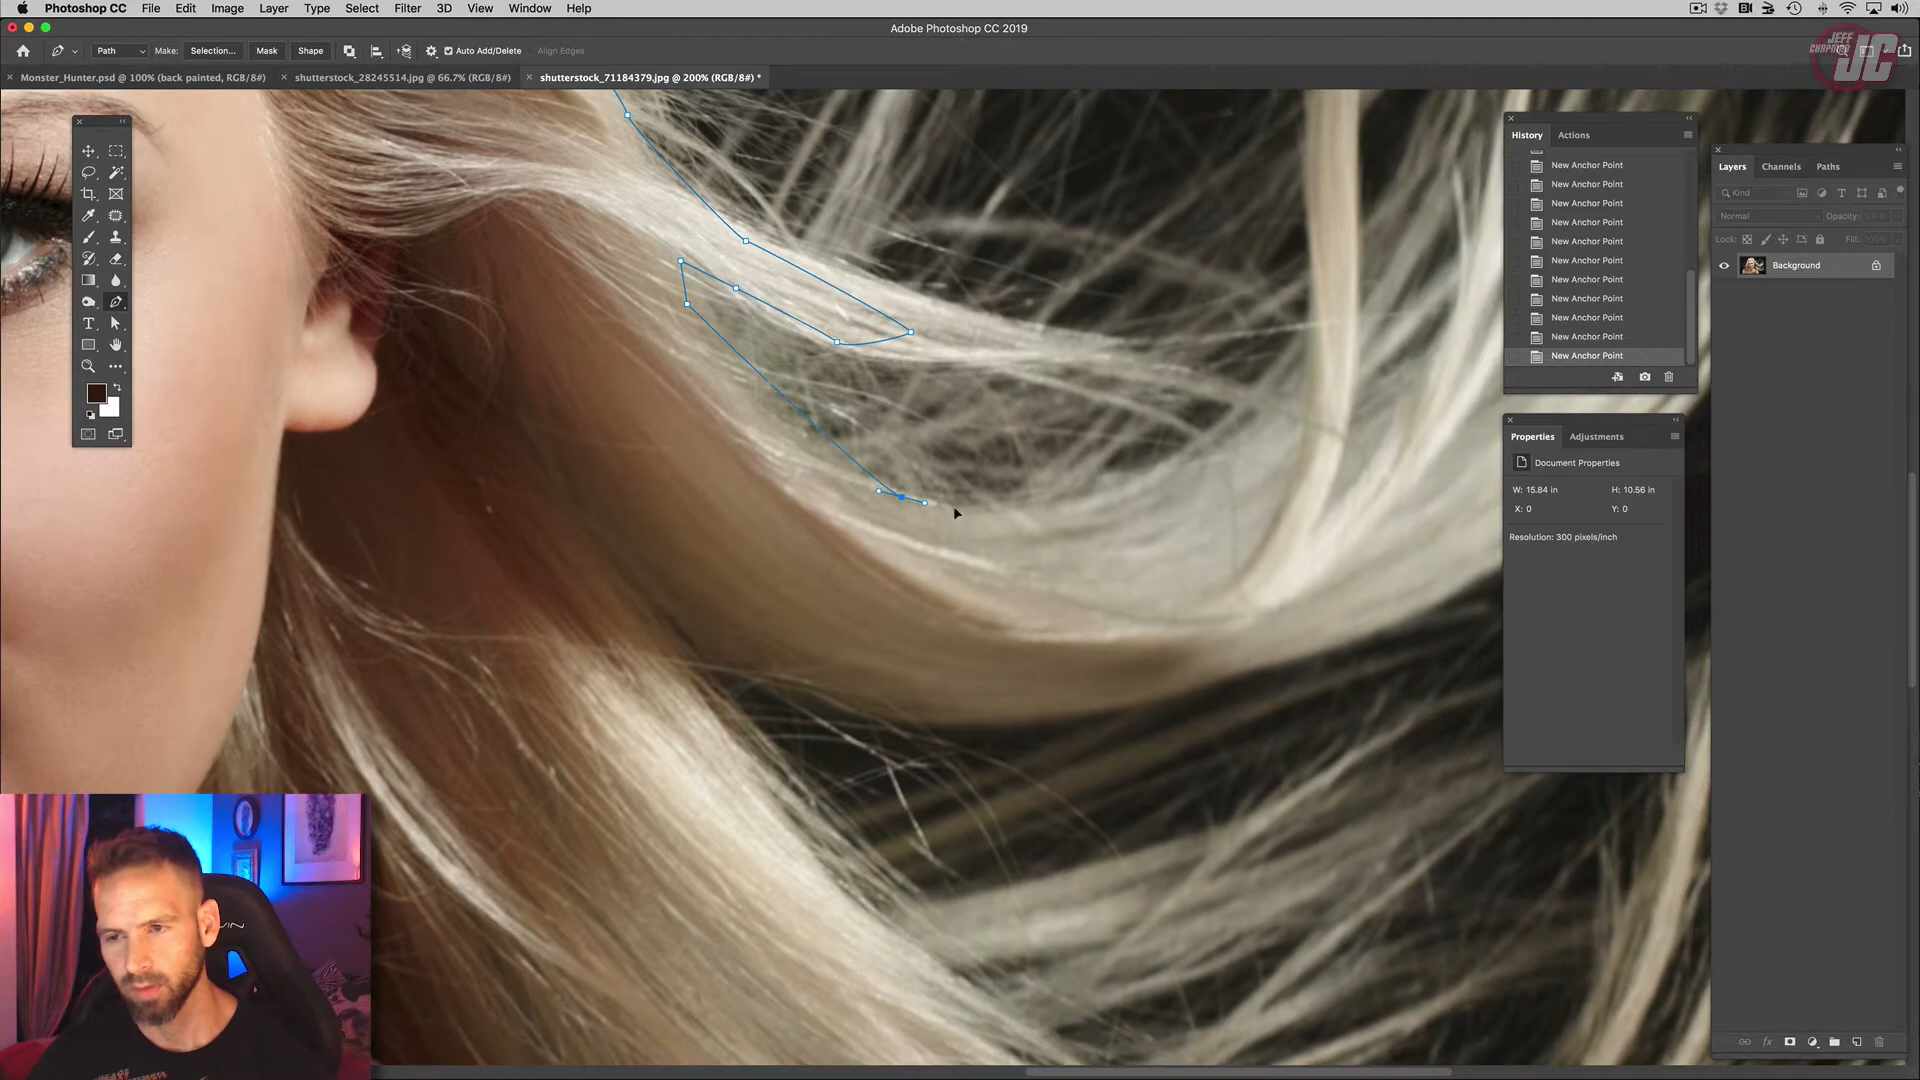 Photoshop CC File Edit Image Layer Type Select Filter 3D View Window Help
Adobe Photoshop CC 2019
Path Make: Selection... Mask Shape Auto Add/Delete Align Edges
JEFF CHAPMAN JC
Monster_Hunter.psd @ 100% (back painted, RGB/8#) shutterstock_28245514.jpg @ 66.7% (RGB/8#) shutterstock_71184379.jpg @ 200% (RGB/8#) *
History Actions
New Anchor Point
New Anchor Point
New Anchor Point
New Anchor Point
New Anchor Point
New Anchor Point
New Anchor Point
New Anchor Point
New Anchor Point
New Anchor Point
New Anchor Point
Layers Channels Paths
Kind
Normal Opacity: 100%
Lock: Fill: 100%
Background
Properties Adjustments
Document Properties
W: 15.84 in H: 10.56 in
X: 0 Y: 0
Resolution: 300 pixels/inch